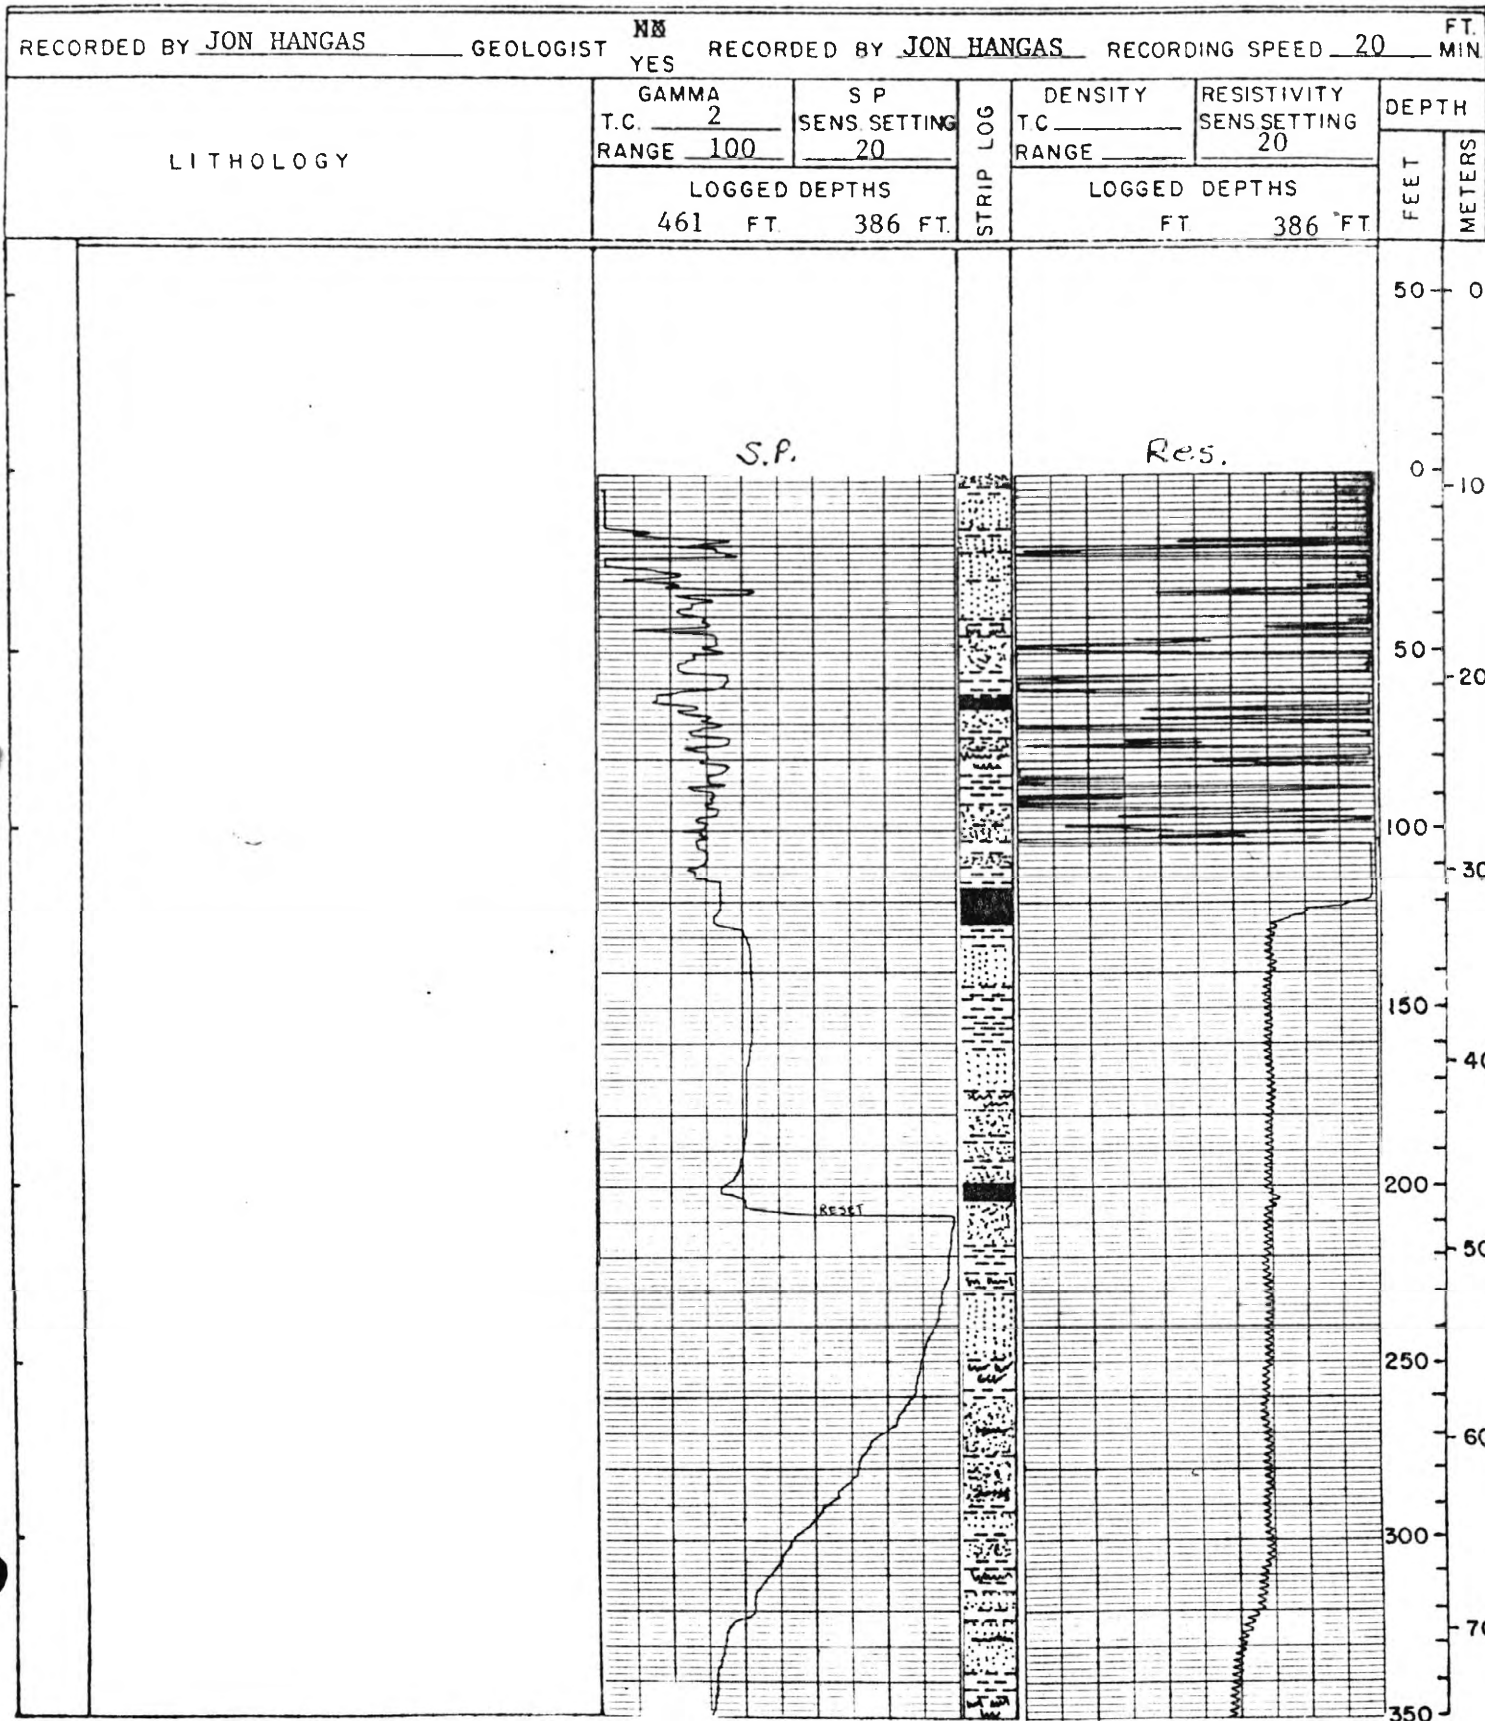 RECORDED BY JON HANGAS GEOLOGIST NO YES RECORDED BY JON HANGAS RECORDING SPEED 20 FT. MIN.
LITHOLOGY
GAMMA
T.C. 2
RANGE 100
S P
SENS. SETTING
20
LOGGED DEPTHS
461 FT. 386 FT.
STRIP LOG
DENSITY
T.C
RANGE
RESISTIVITY
SENS SETTING
20
LOGGED DEPTHS
FT 386 FT.
DEPTH
FEET
METERS
S.P.
Res.
RESET
50
0
50
100
150
200
250
300
350
0
10
20
30
40
50
60
70